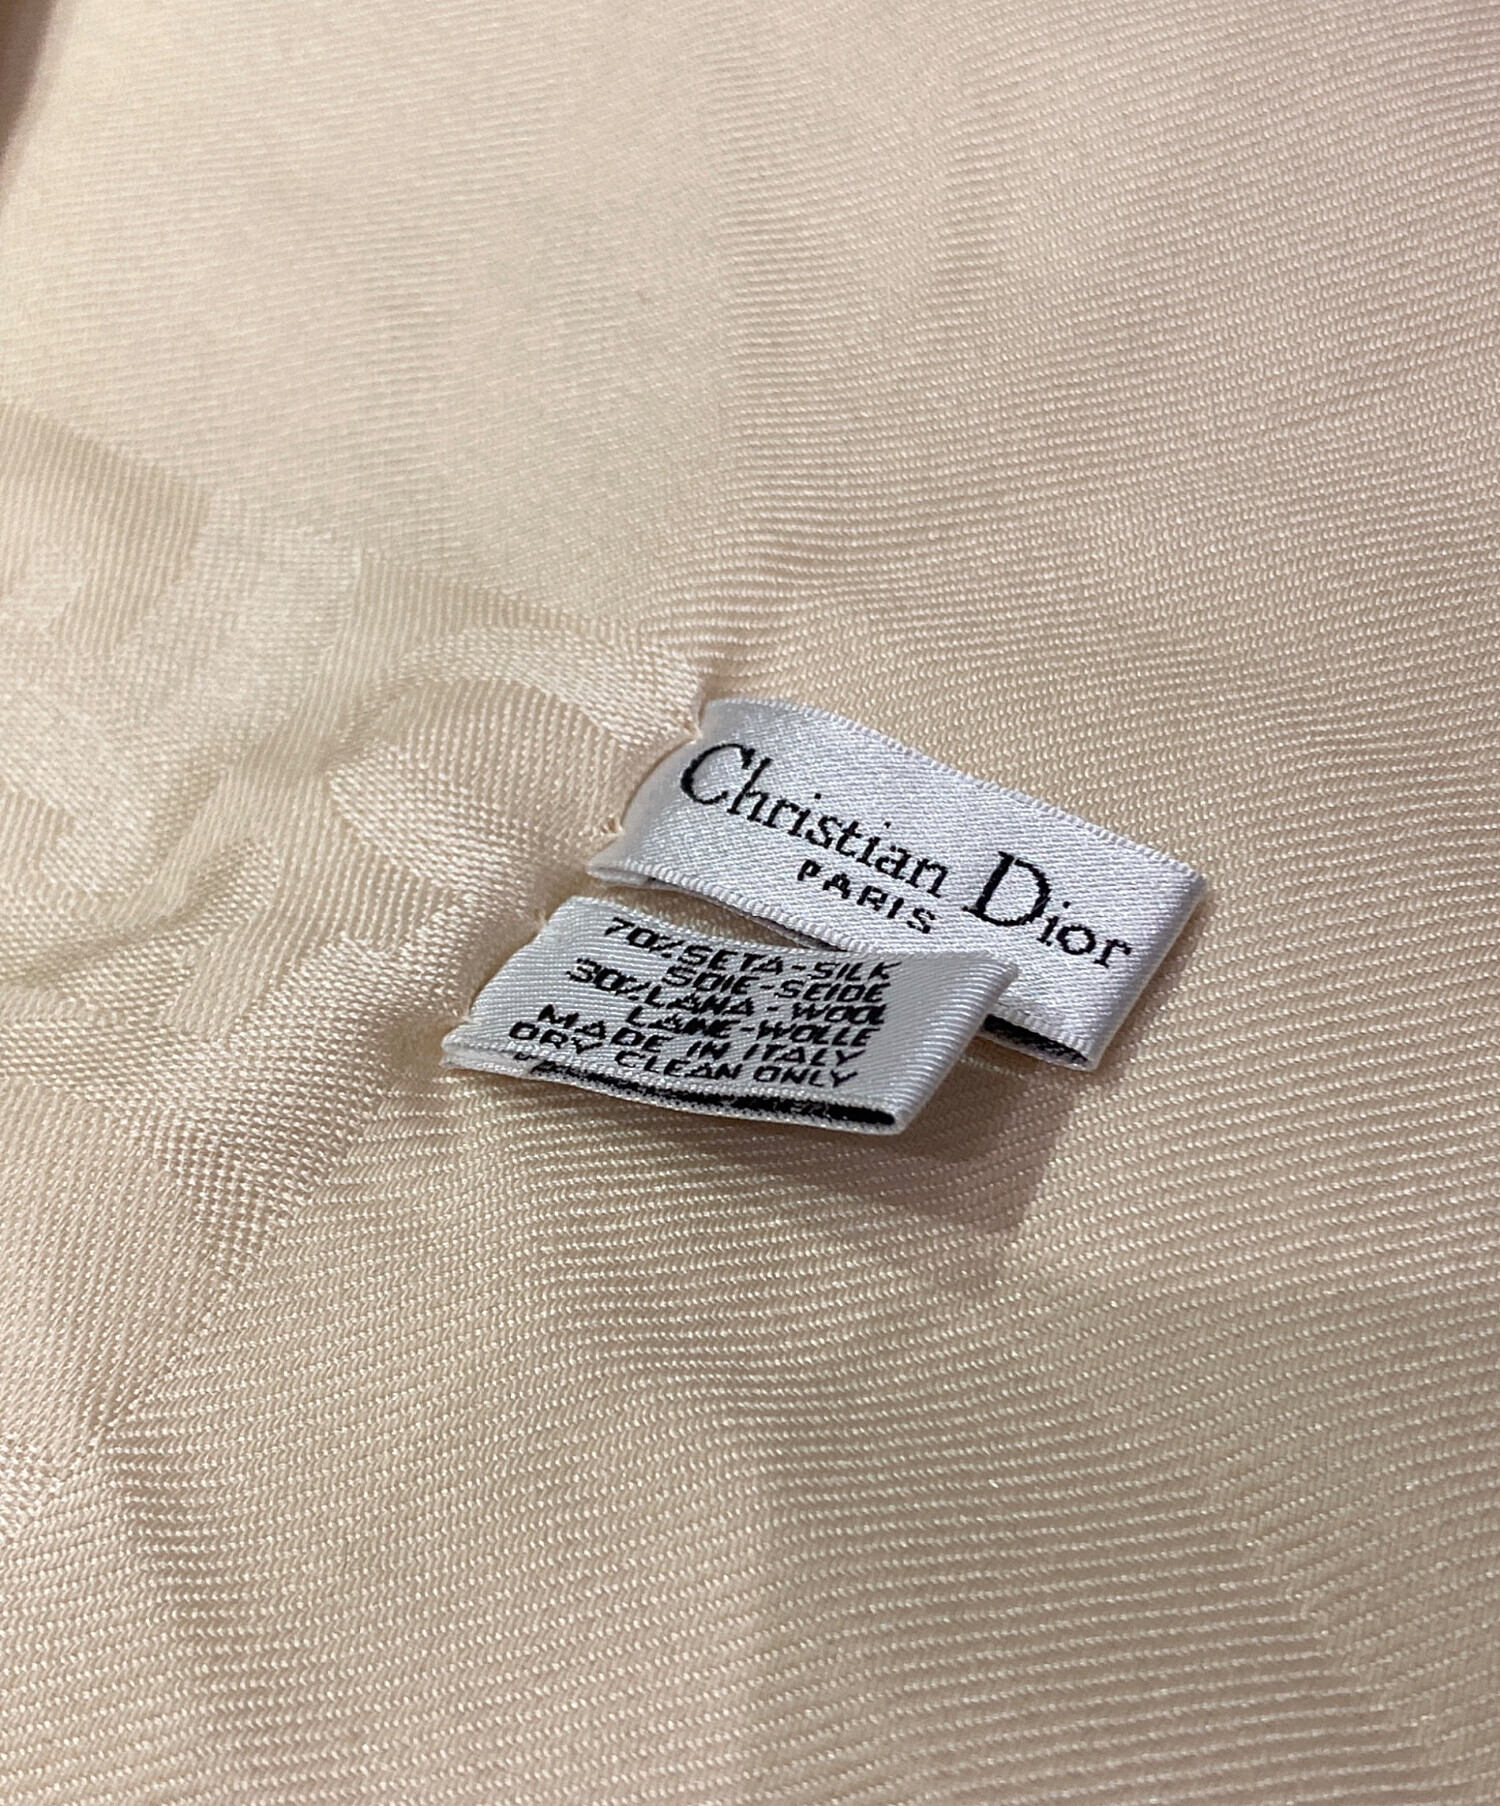 Christian Dior
PARIS
70% SETA-SILK
SOIE-SEIDE
30% LANA-WOOL
LAINE-WOLLE
MADE IN ITALY
DRY CLEAN ONLY